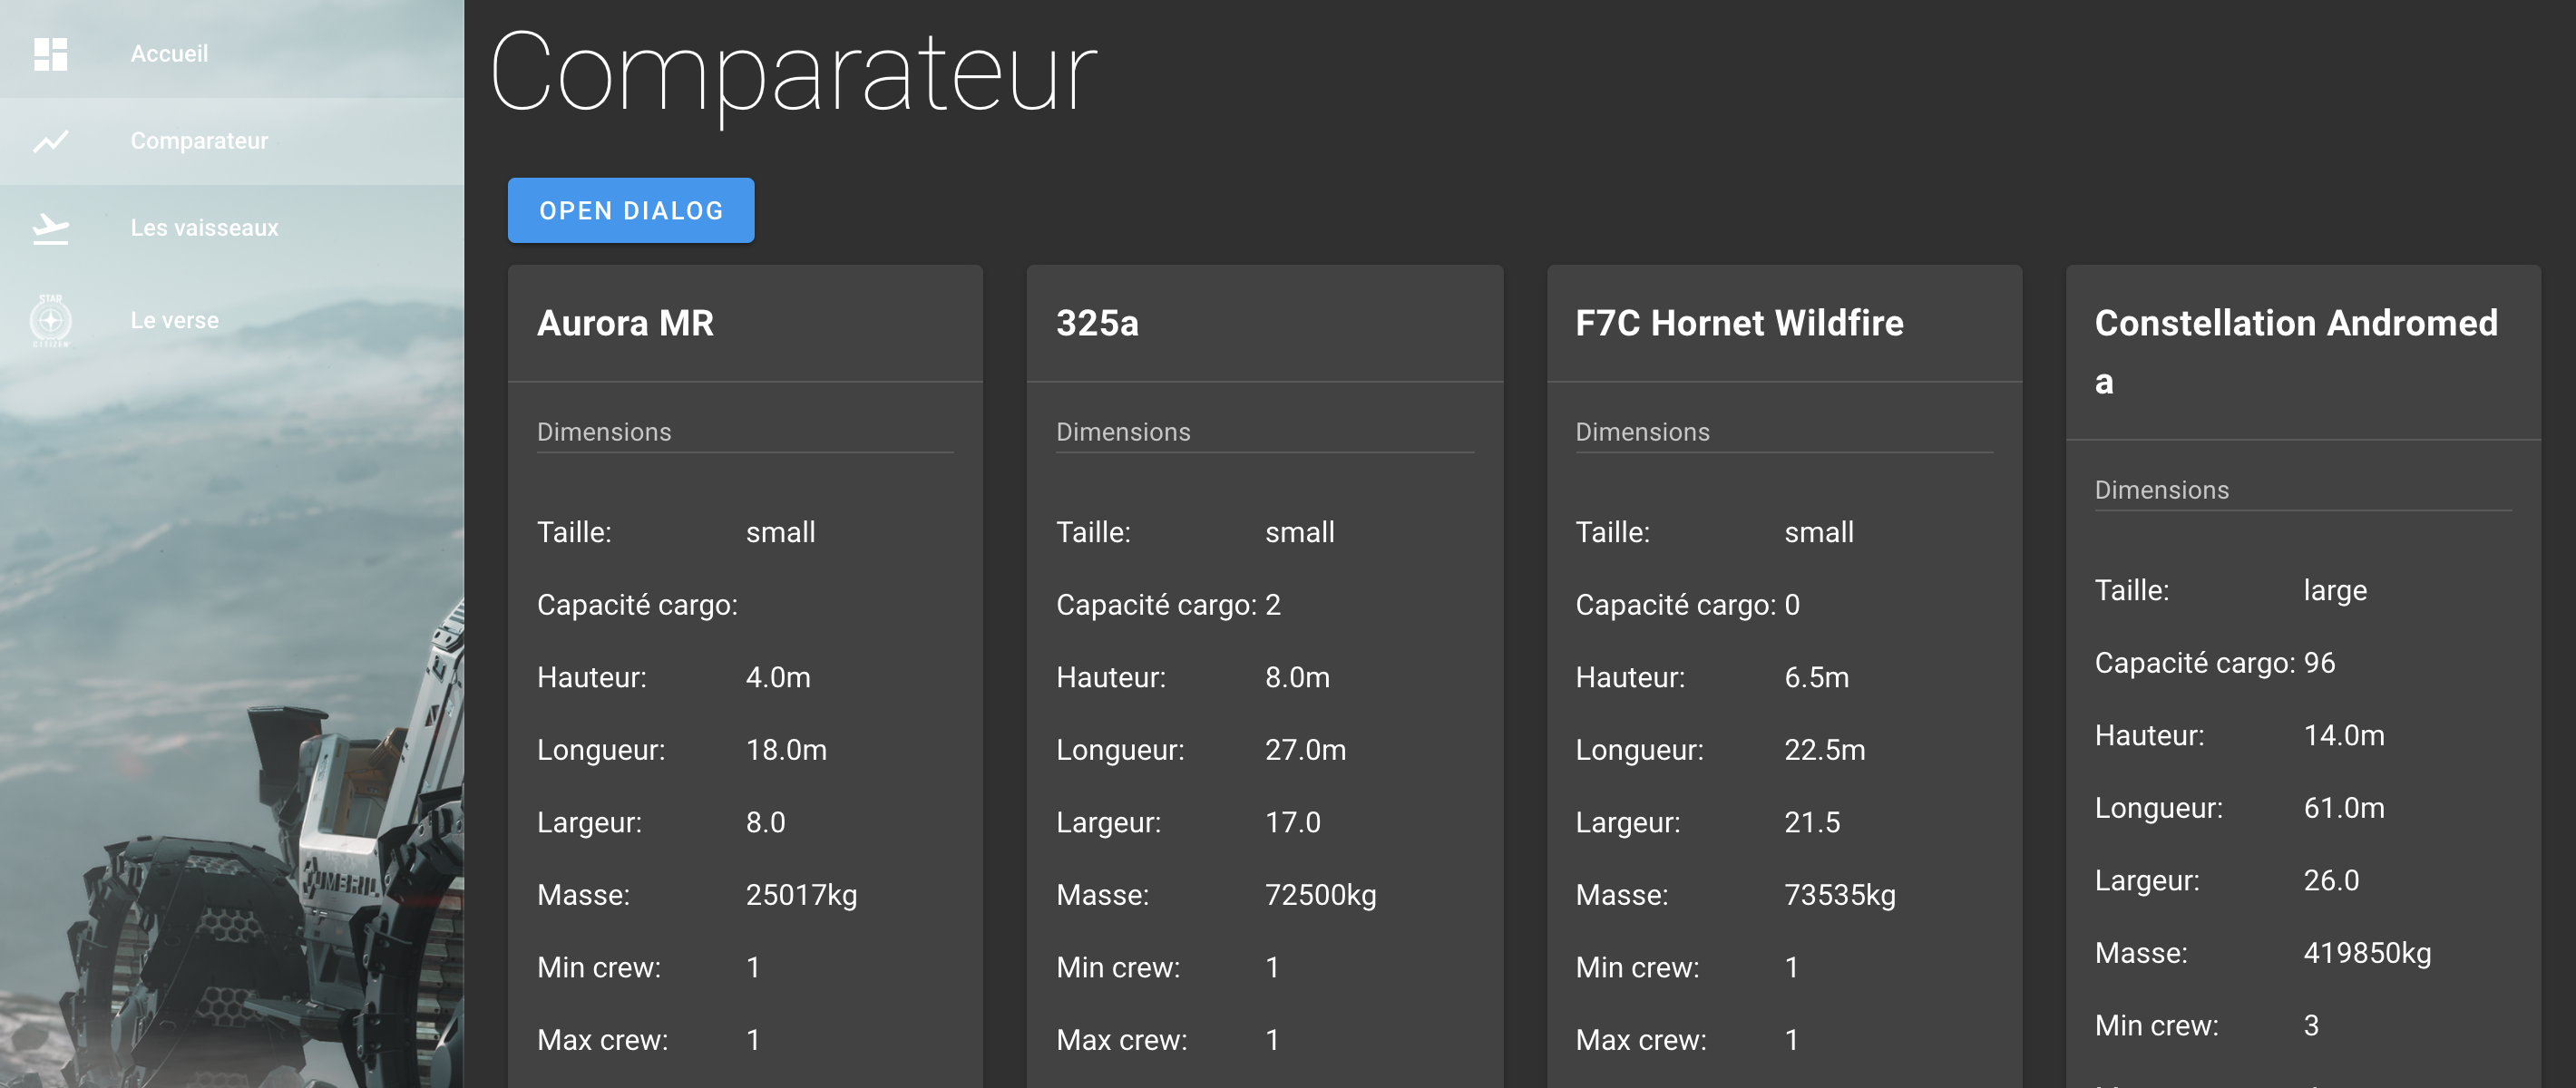 Accueil
Comparateur
Les vaisseaux
STAR
CITIZEN
Le verse
Comparateur
OPEN DIALOG
Aurora MR
Dimensions
Taille: small
Capacité cargo:
Hauteur: 4.0m
Longueur: 18.0m
Largeur: 8.0
Masse: 25017kg
Min crew: 1
Max crew: 1
325a
Dimensions
Taille: small
Capacité cargo: 2
Hauteur: 8.0m
Longueur: 27.0m
Largeur: 17.0
Masse: 72500kg
Min crew: 1
Max crew: 1
F7C Hornet Wildfire
Dimensions
Taille: small
Capacité cargo: 0
Hauteur: 6.5m
Longueur: 22.5m
Largeur: 21.5
Masse: 73535kg
Min crew: 1
Max crew: 1
Constellation Andromed
a
Dimensions
Taille: large
Capacité cargo: 96
Hauteur: 14.0m
Longueur: 61.0m
Largeur: 26.0
Masse: 419850kg
Min crew: 3
UMBRIL